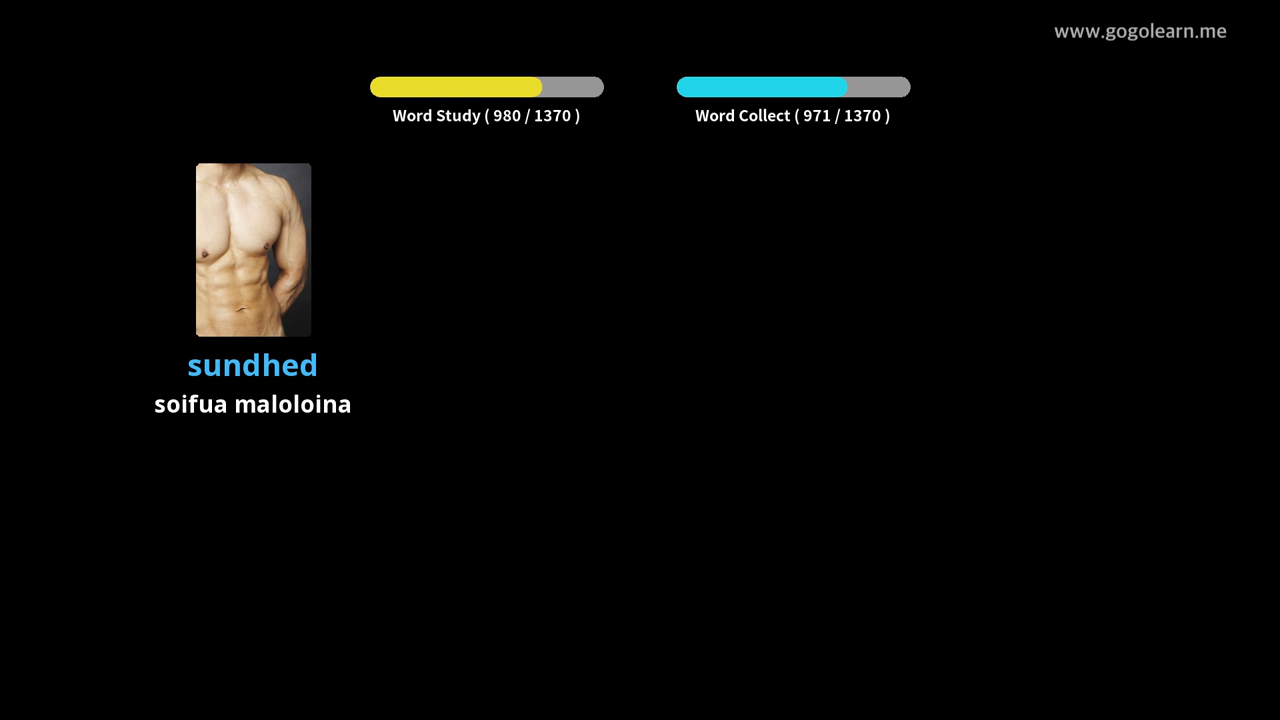 www.gogolearn.me
Word Study ( 980 / 1370 )
Word Collect ( 971 / 1370 )
sundhed
soifua maloloina